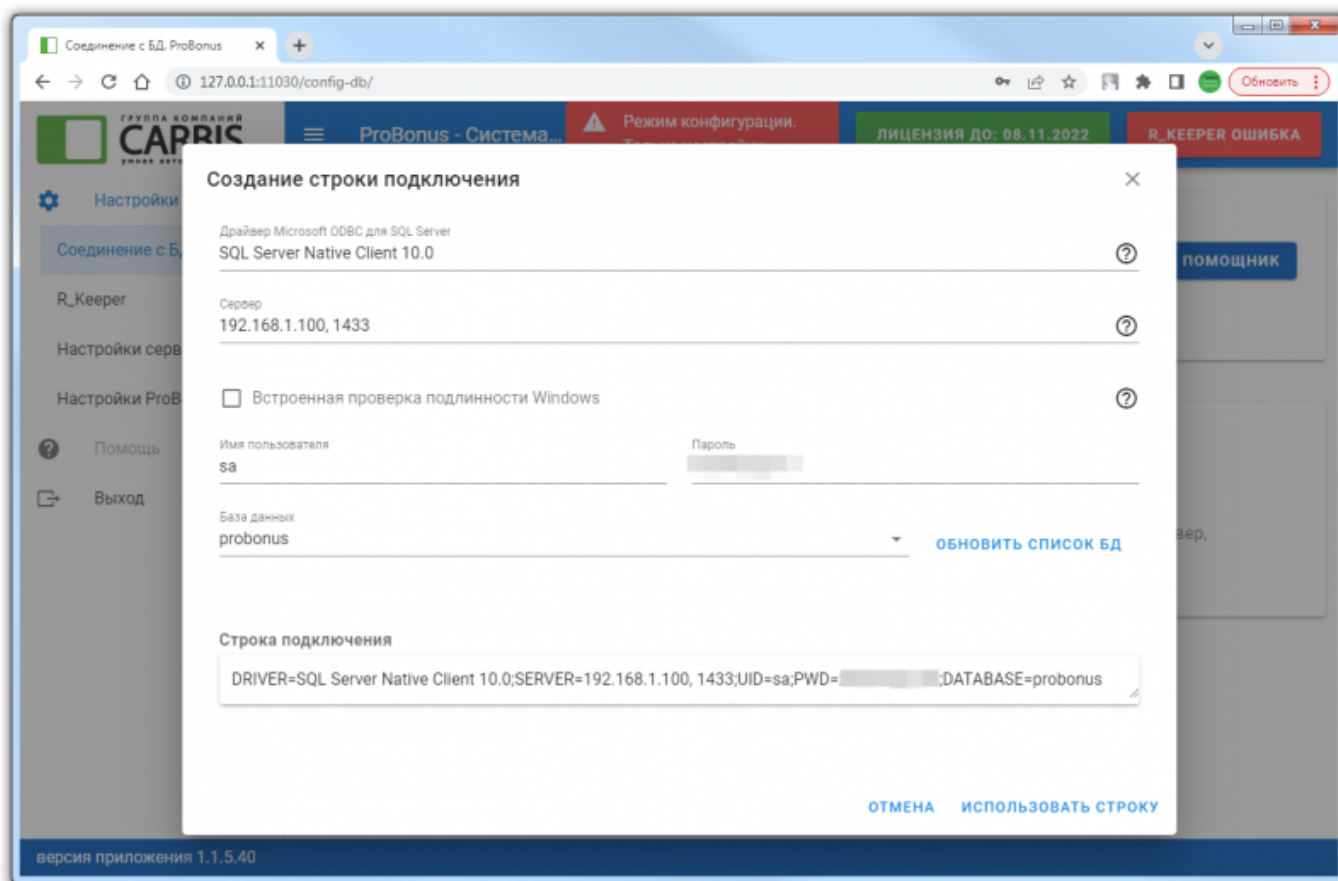 Соединение с БД, ProBonus
127.0.0.1:11030/config-db/
Обновить
ГРУППА КОМПАНИЙ
CARBIS
ProBonus - Система...
Режим конфигурации.
ЛИЦЕНЗИЯ ДО: 08.11.2022
R_KEEPER ОШИБКА
Настройки
Соединение с Б
R_Keeper
Настройки серв
Настройки ProB
Помощь
Выход
ПОМОЩНИК
вер,
Создание строки подключения
Драйвер Microsoft ODBC для SQL Server
SQL Server Native Client 10.0
Сервер
192.168.1.100, 1433
Встроенная проверка подлинности Windows
Имя пользователя
sa
Пароль
База данных
probonus
ОБНОВИТЬ СПИСОК БД
Строка подключения
DRIVER=SQL Server Native Client 10.0;SERVER=192.168.1.100, 1433;UID=sa;PWD= ;DATABASE=probonus
ОТМЕНА
ИСПОЛЬЗОВАТЬ СТРОКУ
версия приложения 1.1.5.40